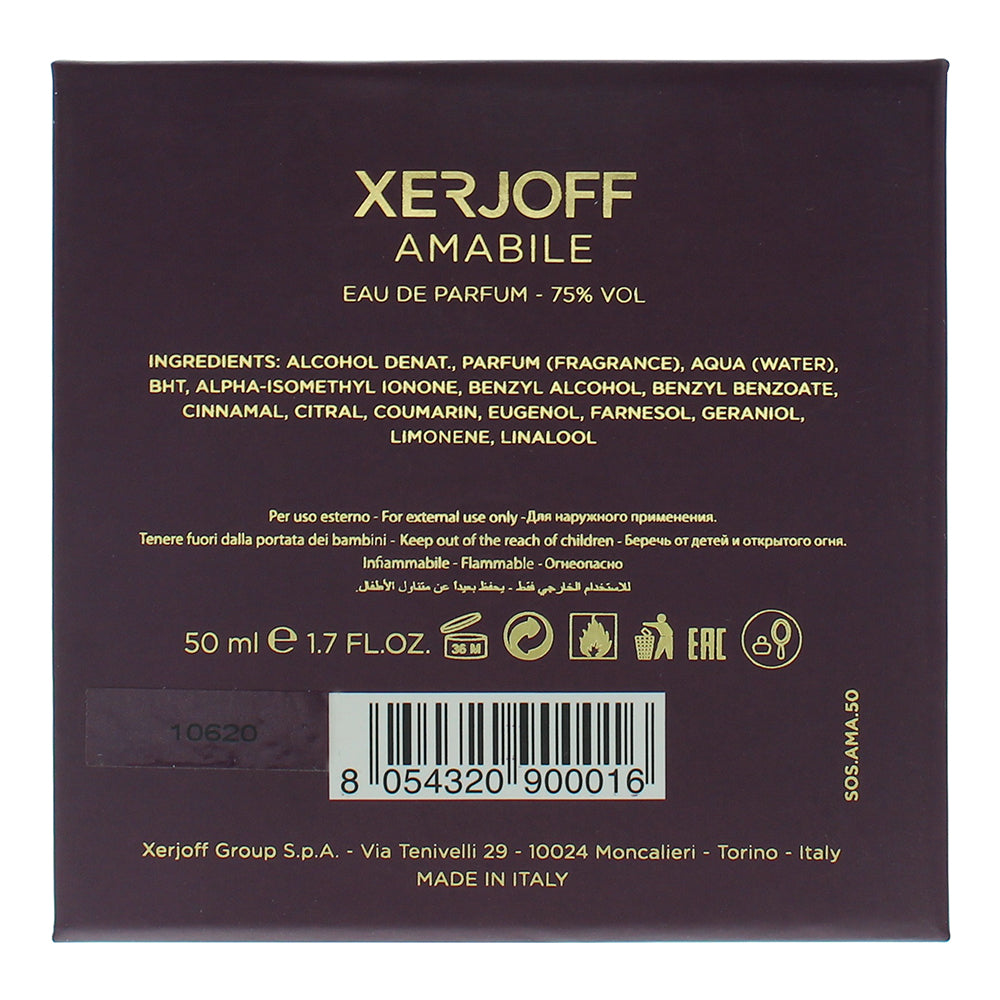 XERJOFF
AMABILE
EAU DE PARFUM - 75% VOL
INGREDIENTS: ALCOHOL DENAT., PARFUM (FRAGRANCE), AQUA (WATER),
BHT, ALPHA-ISOMETHYL IONONE, BENZYL ALCOHOL, BENZYL BENZOATE,
CINNAMAL, CITRAL, COUMARIN, EUGENOL, FARNESOL, GERANIOL,
LIMONENE, LINALOOL
Per uso esterno - For external use only -Для наружного применения.
Tenere fuori dalla portata dei bambini - Keep out of the reach of children - Беречь от детей и открытого огня.
Infiammabile - Flammable - Огнеопасно
للاستخدام الخارجي فقط - يحفظ بعيداً عن متناول الأطفال.
50 ml e 1.7 FL.OZ. 36 M EAC
10620
8 054320 900016
SOS.AMA.50
Xerjoff Group S.p.A. - Via Tenivelli 29 - 10024 Moncalieri - Torino - Italy
MADE IN ITALY